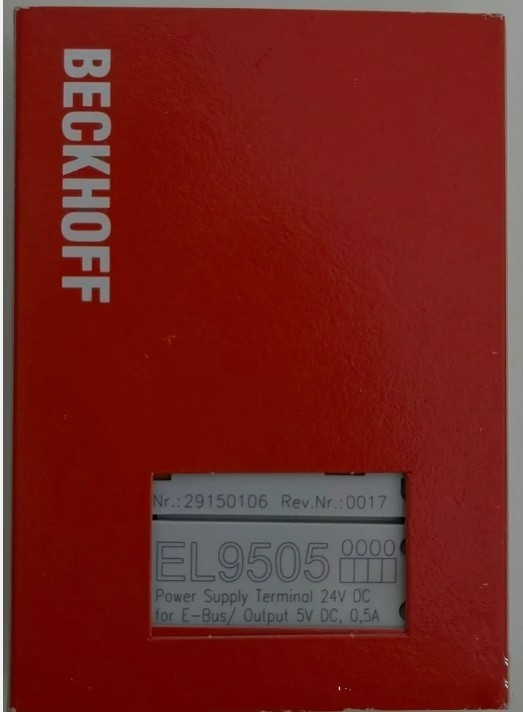 BECKHOFF
Nr.:29150106 Rev.Nr.:0017
EL9505 0000
Power Supply Terminal 24V DC
for E-Bus/ Output 5V DC, 0,5A